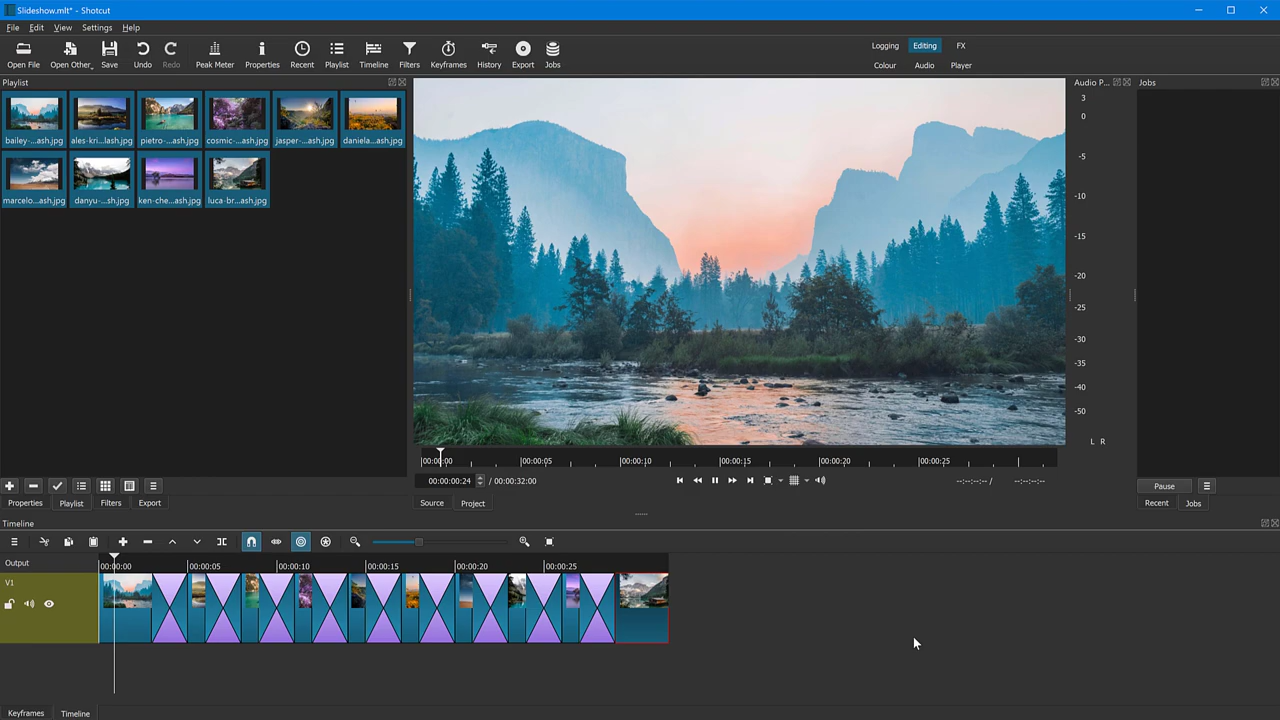 Slideshow.mlt* - Shotcut
File Edit View Settings Help
Open File Open Other.. Save Undo Redo Peak Meter Properties Recent Playlist Timeline Filters Keyframes History Export Jobs
Logging Editing FX
Colour Audio Player
Playlist
bailey-...ash.jpg ales-kri...lash.jpg pietro-...ash.jpg cosmic-...ash.jpg jasper-...ash.jpg daniela...ash.jpg
marcelo...ash.jpg danyu-...sh.jpg ken-che...ash.jpg luca-br...ash.jpg
Properties Playlist Filters Export
00:00:00 00:00:05 00:00:10 00:00:15 00:00:20 00:00:25
00:00:00:24 / 00:00:32:00 --:--:--:-- / --:--:--:--
Source Project
Audio P...
3
0
-5
-10
-15
-20
-25
-30
-35
-40
-50
L R
Jobs
Pause
Recent Jobs
Timeline
Output 00:00:00 00:00:05 00:00:10 00:00:15 00:00:20 00:00:25
V1
Keyframes Timeline